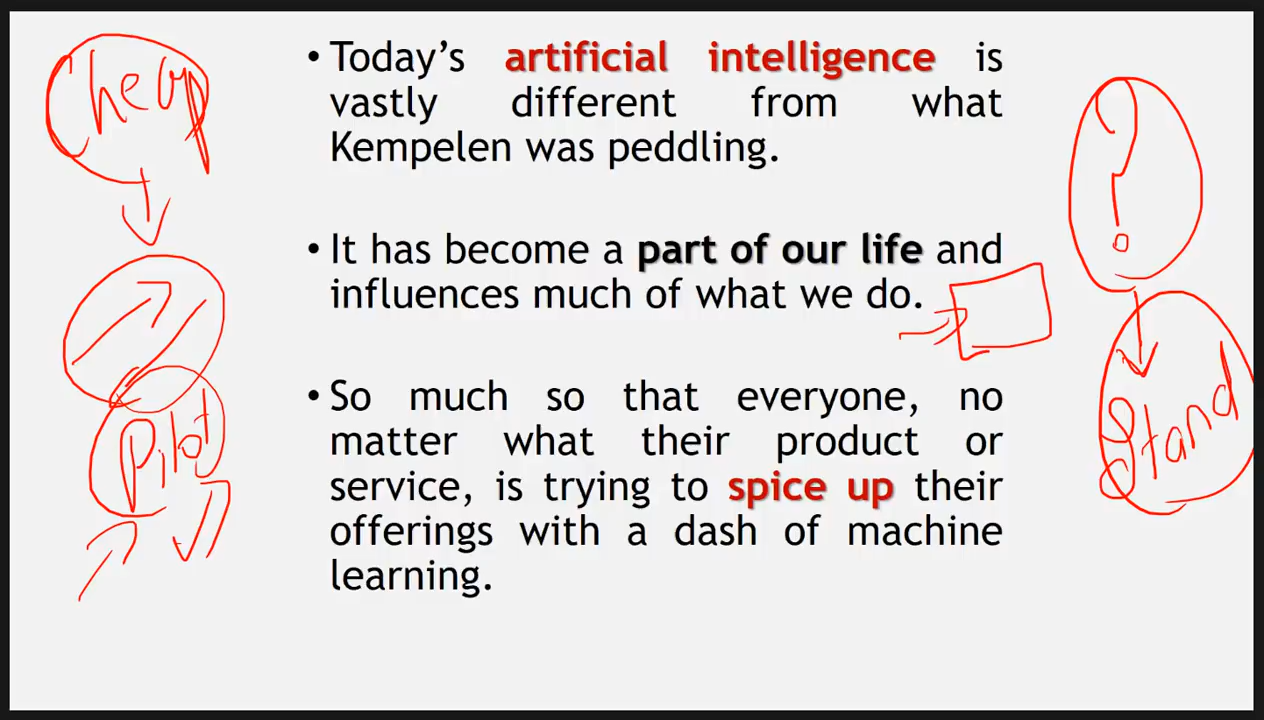 Cheap
• Today's artificial intelligence is
vastly different from what
Kempelen was peddling.
?
• It has become a part of our life and
influences much of what we do.
• So much so that everyone, no
matter what their product or
service, is trying to spice up their
offerings with a dash of machine
learning.
Pilot
Stand